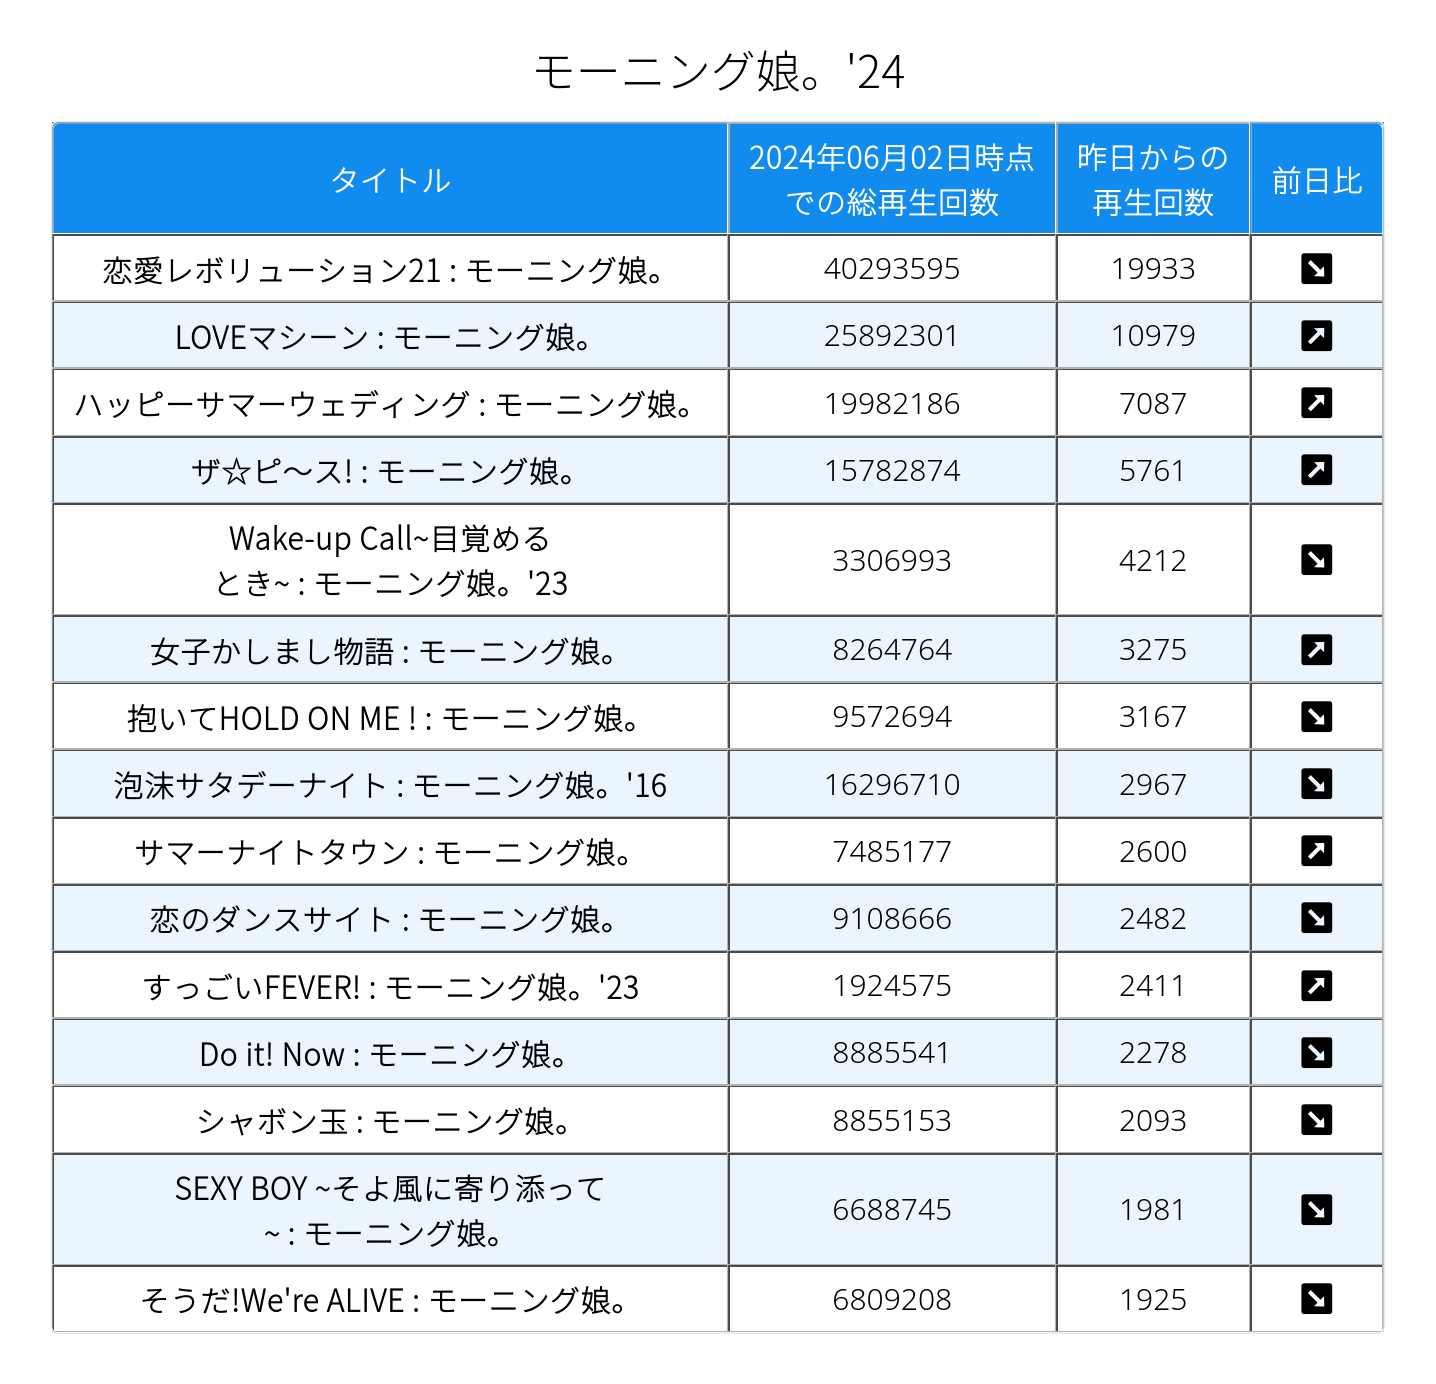 モーニング娘。'24
タイトル
2024年06月02日時点
での総再生回数
昨日からの
再生回数
前日比
恋愛レボリューション21 : モーニング娘。 40293595 19933
LOVEマシーン : モーニング娘。 25892301 10979
ハッピーサマーウェディング : モーニング娘。 19982186 7087
ザ☆ピ〜ス! : モーニング娘。 15782874 5761
Wake-up Call~目覚める
とき~ : モーニング娘。'23
3306993 4212
女子かしまし物語 : モーニング娘。 8264764 3275
抱いてHOLD ON ME ! : モーニング娘。 9572694 3167
泡沫サタデーナイト : モーニング娘。'16 16296710 2967
サマーナイトタウン : モーニング娘。 7485177 2600
恋のダンスサイト : モーニング娘。 9108666 2482
すっごいFEVER! : モーニング娘。'23 1924575 2411
Do it! Now : モーニング娘。 8885541 2278
シャボン玉 : モーニング娘。 8855153 2093
SEXY BOY ~そよ風に寄り添って
~ : モーニング娘。
6688745 1981
そうだ!We're ALIVE : モーニング娘。 6809208 1925